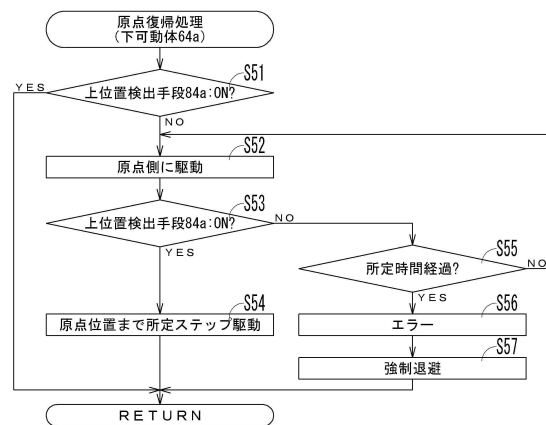 原点復帰処理
(下可動体64a)
S51
YES
上位置検出手段84a:ON?
NO
S52
原点側に駆動
S53
上位置検出手段84a:ON?
NO
YES
S55
所定時間経過?
NO
YES
S54
原点位置まで所定ステップ駆動
S56
エラー
S57
強制退避
RETURN